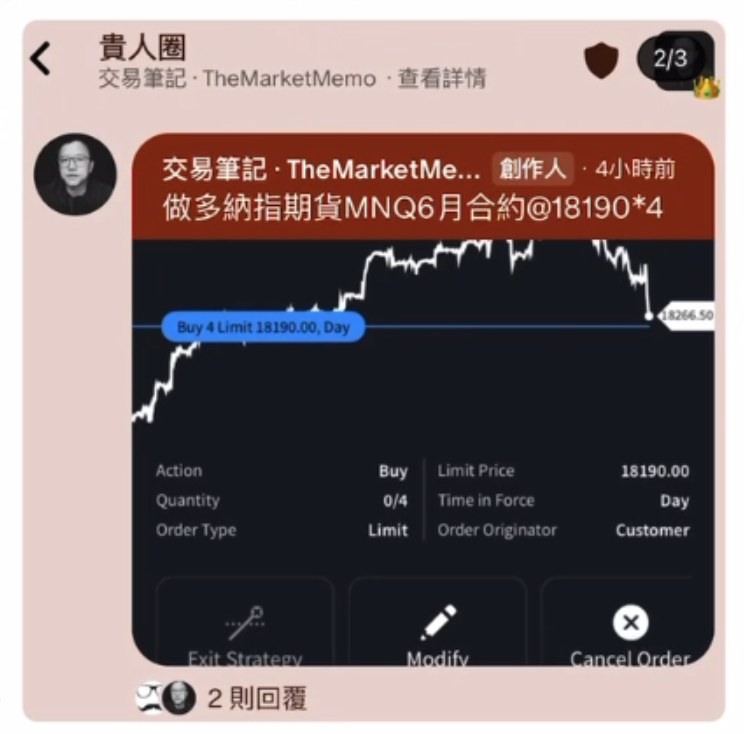 貴人圈
交易筆記 · TheMarketMemo · 查看詳情
2/3
交易筆記 · TheMarketMe... 創作人 · 4小時前
做多納指期貨MNQ6月合約@18190*4
18266.50
Buy 4 Limit 18190.00, Day
Action Buy Limit Price 18190.00
Quantity 0/4 Time in Force Day
Order Type Limit Order Originator Customer
Exit Strategy Modify Cancel Order
2 則回覆